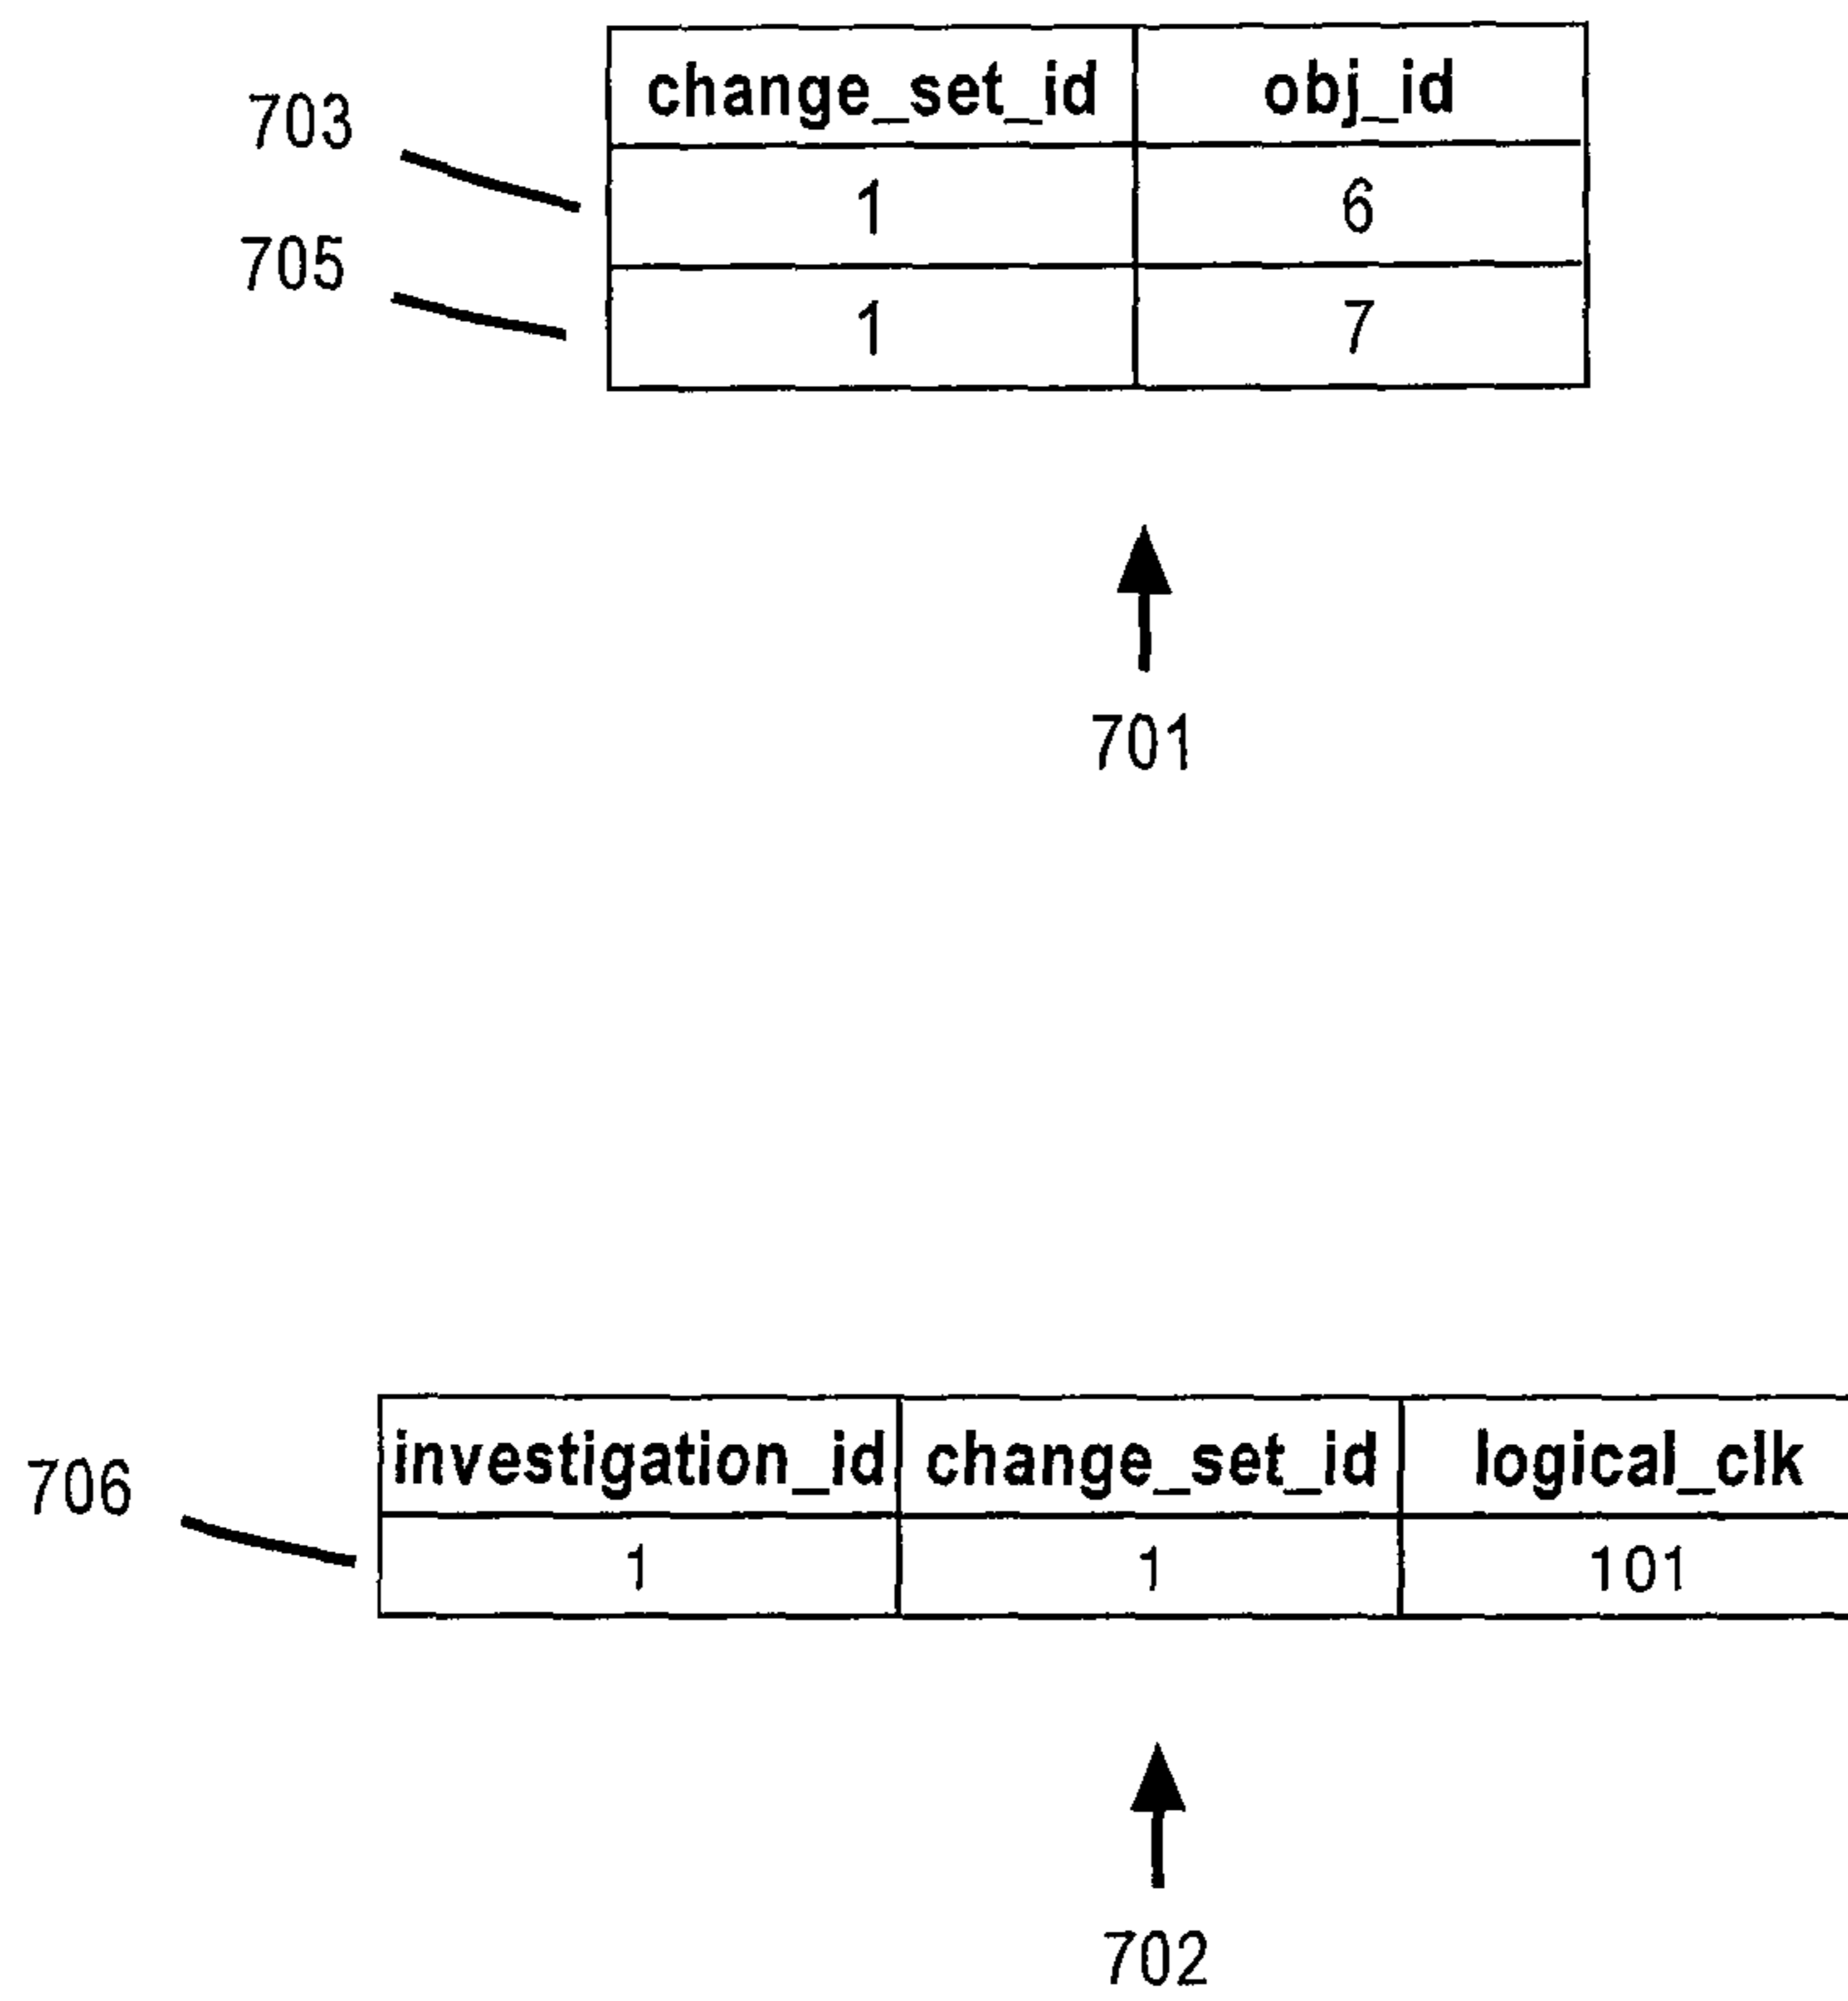 change_set_id obj_id
703 1 6
705 1 7
701
investigation_id change_set_id logical_clk
706 1 1 101
702